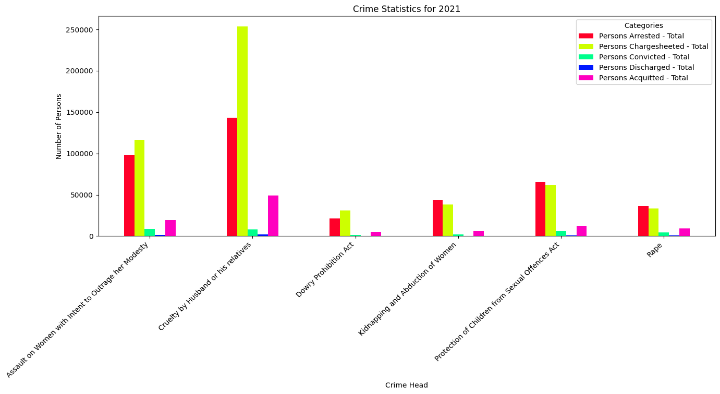 Crime Statistics for 2021
Categories
Persons Arrested - Total
Persons Chargesheeted - Total
Persons Convicted - Total
Persons Discharged - Total
Persons Acquitted - Total
Number of Persons
250000
200000
150000
100000
50000
0
Assault on Women with Intent to Outrage her Modesty
Cruelty by Husband or his relatives
Dowry Prohibition Act
Kidnapping and Abduction of Women
Protection of Children from Sexual Offences Act
Rape
Crime Head